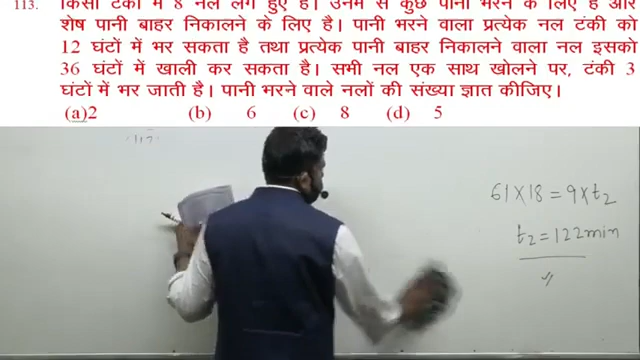 113. किसी टंकी में 8 नल लगे हुए हैं। उनमें से कुछ पानी भरने के लिए हैं और
शेष पानी बाहर निकालने के लिए है। पानी भरने वाला प्रत्येक नल टंकी को
12 घंटों में भर सकता है तथा प्रत्येक पानी बाहर निकालने वाला नल इसको
36 घंटों में खाली कर सकता है। सभी नल एक साथ खोलने पर, टंकी 3
घंटों में भर जाती है। पानी भरने वाले नलों की संख्या ज्ञात कीजिए।
(a)2 (b) 6 (c) 8 (d) 5
61 × 18 = 9 × t₂
t₂ = 122 min